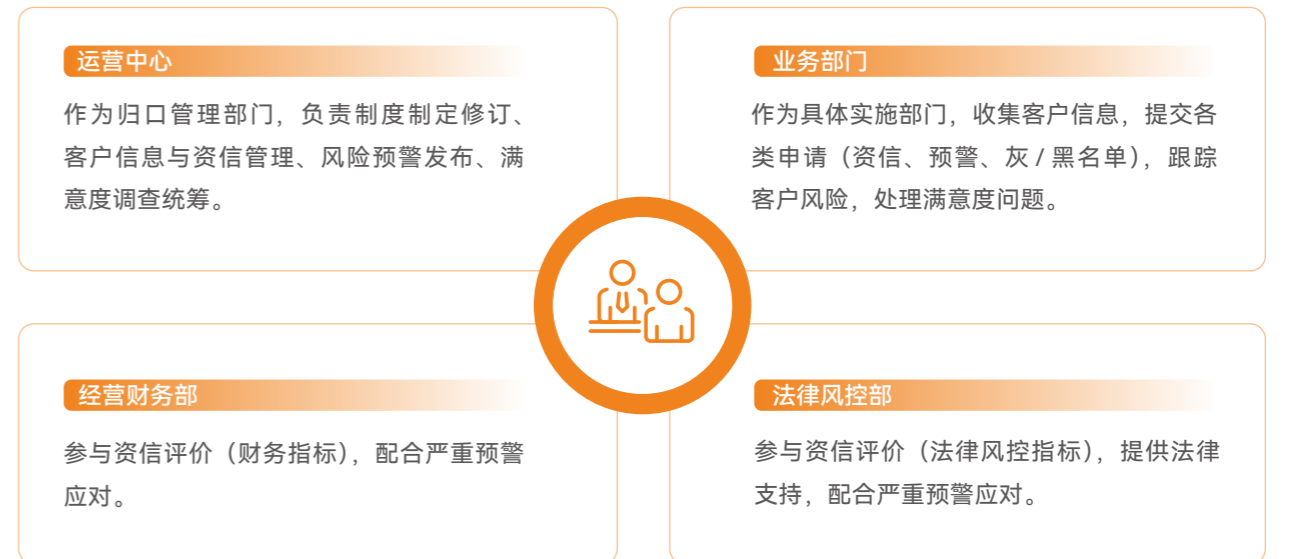 运营中心
作为归口管理部门，负责制度制定修订、
客户信息与资信管理、风险预警发布、满
意度调查统筹。
业务部门
作为具体实施部门，收集客户信息，提交各
类申请（资信、预警、灰 / 黑名单），跟踪
客户风险，处理满意度问题。
经营财务部
参与资信评价（财务指标），配合严重预警
应对。
法律风控部
参与资信评价（法律风控指标），提供法律
支持，配合严重预警应对。